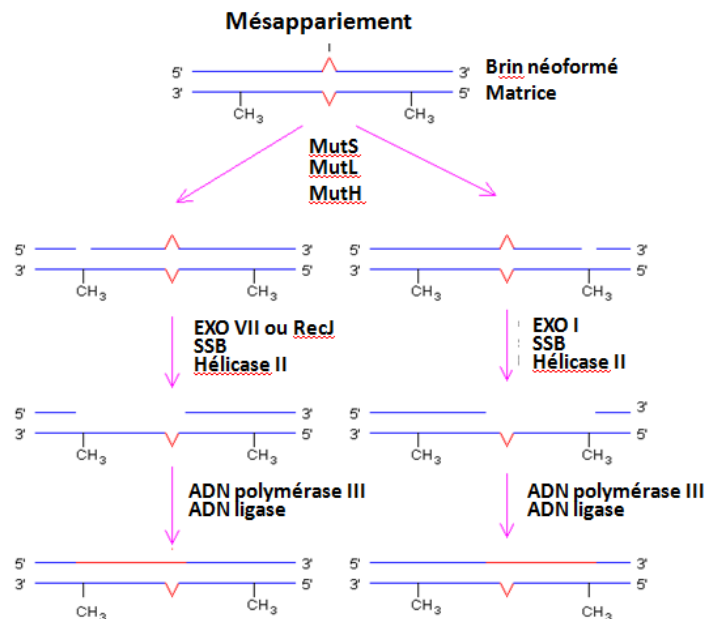 Mésappariement
5' 3' Brin néoformé
3' 5' Matrice
CH3 CH3
MutS
MutL
MutH
5' 3' 5' 3'
3' 5' 3' 5'
CH3 CH3 CH3 CH3
EXO VII ou RecJ EXO I
SSB SSB
Hélicase II Hélicase II
5' 3' 5' 3' 3'
3' 5' 3' 5'
CH3 CH3 CH3 CH3
ADN polymérase III ADN polymérase III
ADN ligase ADN ligase
5' 3' 5' 3'
3' 5' 3' 5'
CH3 CH3 CH3 CH3